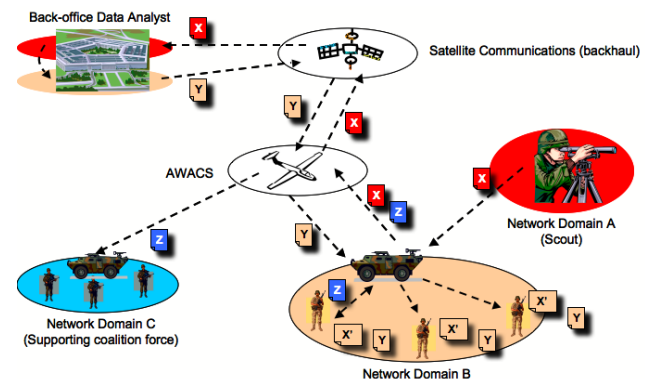 Back-office Data Analyst
X
Satellite Communications (backhaul)
Y
Y
X
AWACS
X
X
Z
Network Domain A
(Scout)
Z
Y
Z
X'
Y
X'
Y
X'
Y
Network Domain C
(Supporting coalition force)
Network Domain B